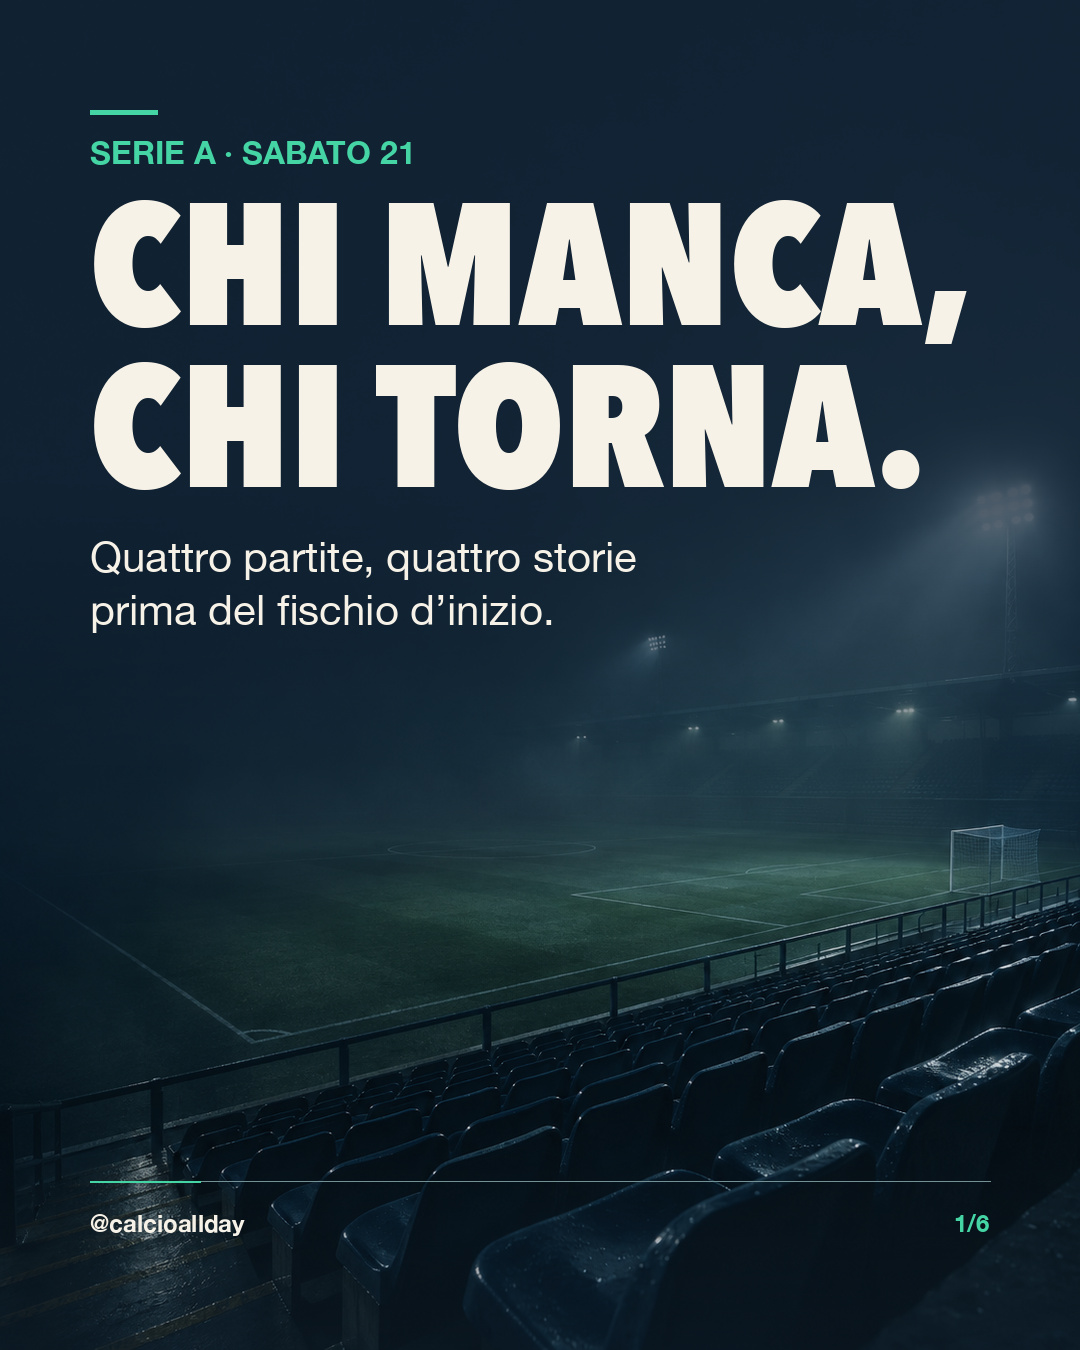 SERIE A · SABATO 21
CHI MANCA,
CHI TORNA.
Quattro partite, quattro storie
prima del fischio d’inizio.
@calcioallday
1/6